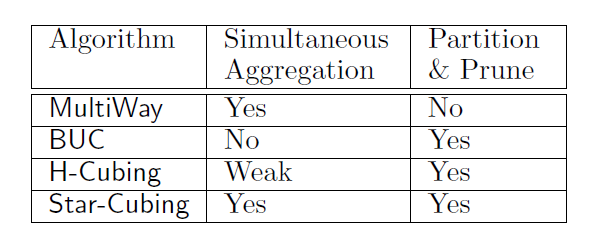 Algorithm Simultaneous Partition
Aggregation & Prune
MultiWay Yes No
BUC No Yes
H-Cubing Weak Yes
Star-Cubing Yes Yes